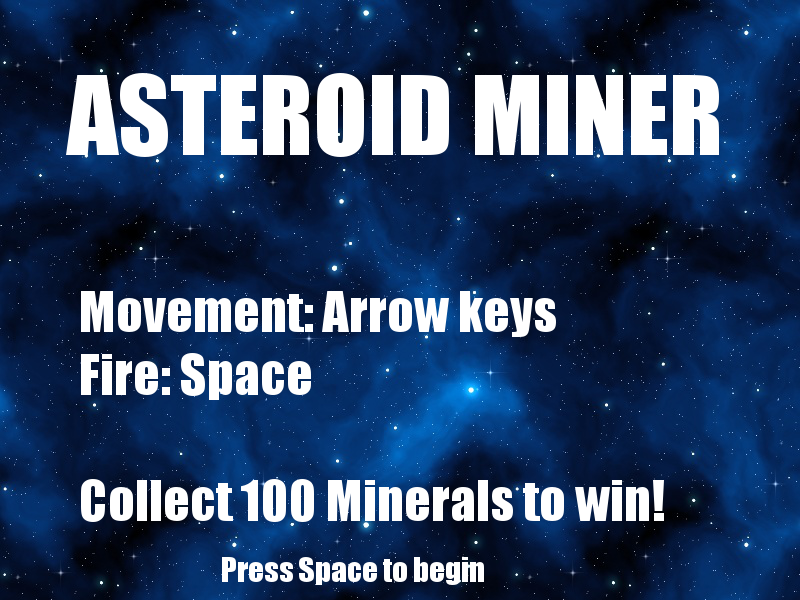 ASTEROID MINER
Movement: Arrow keys
Fire: Space
Collect 100 Minerals to win!
Press Space to begin